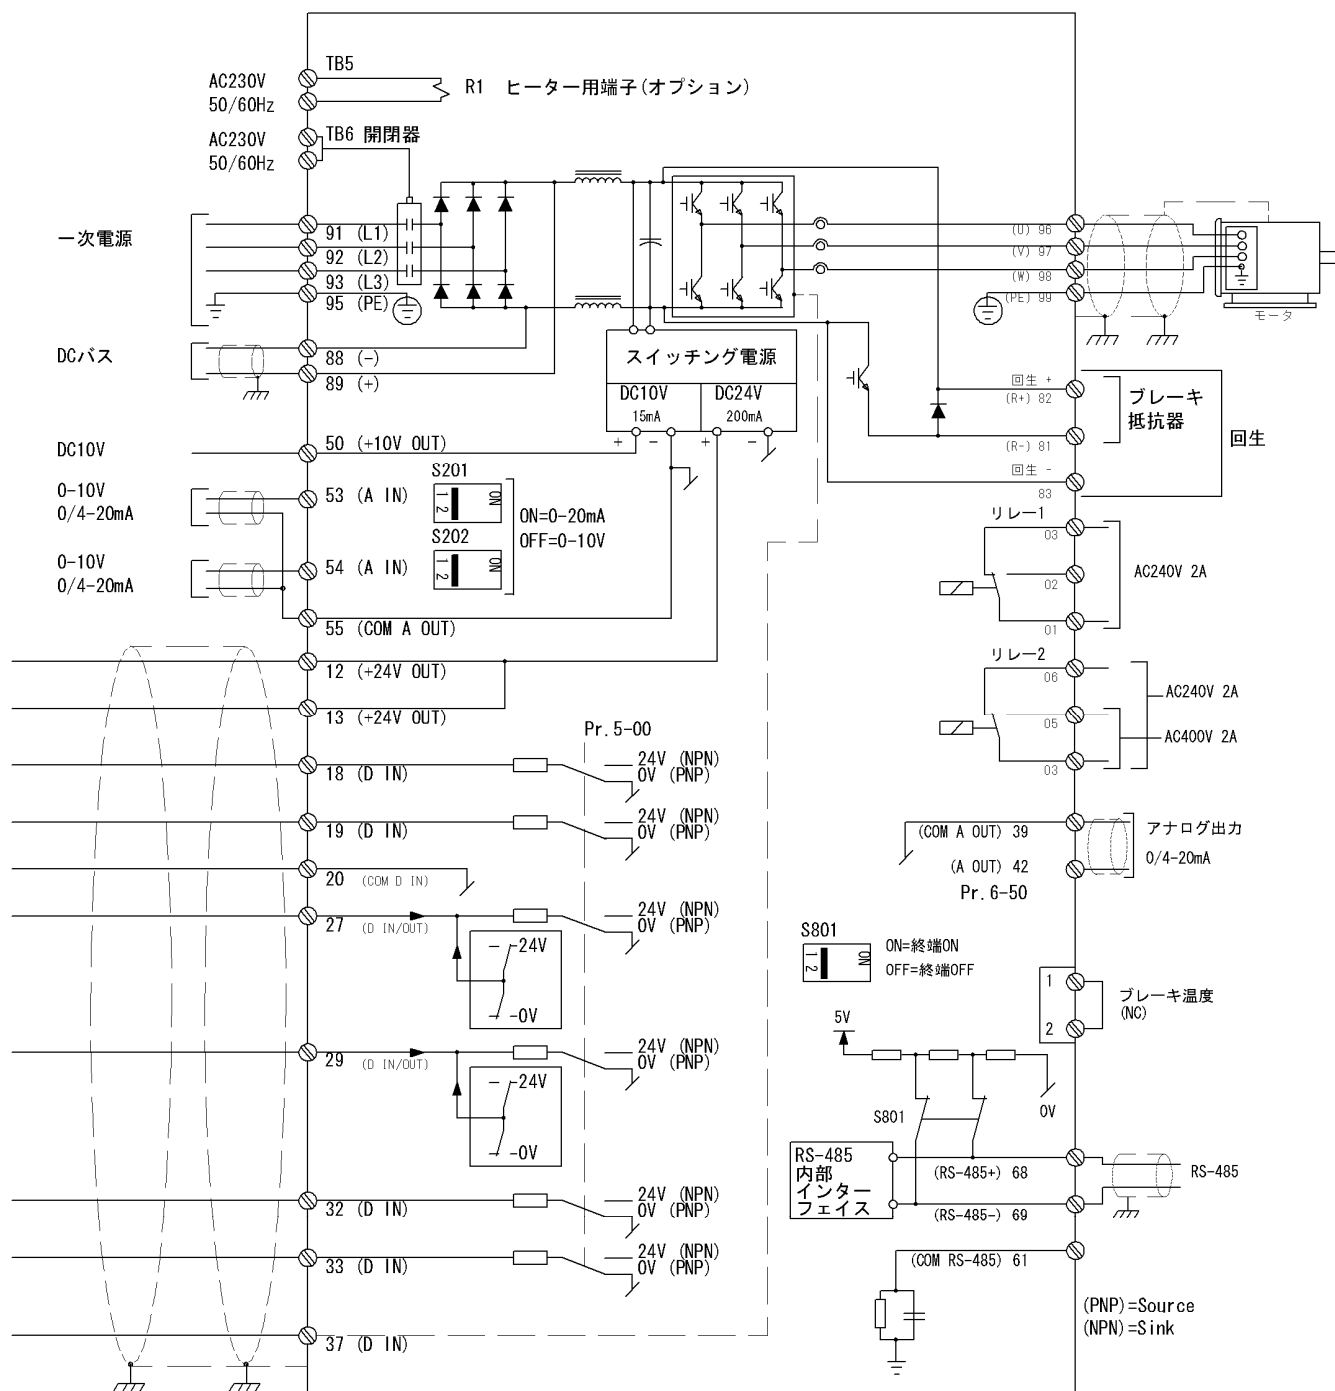 TB5
AC230V
50/60Hz
R1 ヒーター用端子(オプション)
AC230V
50/60Hz
TB6 開閉器
一次電源
91 (L1)
92 (L2)
93 (L3)
95 (PE)
(U) 96
(V) 97
(W) 98
(PE) 99
モータ
DCバス
88 (-)
89 (+)
スイッチング電源
DC10V
15mA
DC24V
200mA
+
-
+
-
回生 +
(R+) 82
(R-) 81
回生 -
83
ブレーキ
抵抗器
回生
DC10V
50 (+10V OUT)
0-10V
0/4-20mA
53 (A IN)
S201
1 2
ON
ON=0-20mA
OFF=0-10V
S202
1 2
ON
0-10V
0/4-20mA
54 (A IN)
55 (COM A OUT)
12 (+24V OUT)
13 (+24V OUT)
リレー1
03
02
01
AC240V 2A
リレー2
06
05
03
AC240V 2A
AC400V 2A
Pr.5-00
18 (D IN)
24V (NPN)
0V (PNP)
19 (D IN)
24V (NPN)
0V (PNP)
20 (COM D IN)
27 (D IN/OUT)
24V (NPN)
0V (PNP)
24V
0V
29 (D IN/OUT)
24V (NPN)
0V (PNP)
24V
0V
32 (D IN)
24V (NPN)
0V (PNP)
33 (D IN)
24V (NPN)
0V (PNP)
37 (D IN)
(COM A OUT) 39
(A OUT) 42
Pr.6-50
アナログ出力
0/4-20mA
S801
1 2
ON
ON=終端ON
OFF=終端OFF
1
2
ブレーキ温度
(NC)
5V
0V
S801
RS-485
内部
インター
フェイス
(RS-485+) 68
(RS-485-) 69
RS-485
(COM RS-485) 61
(PNP)=Source
(NPN)=Sink